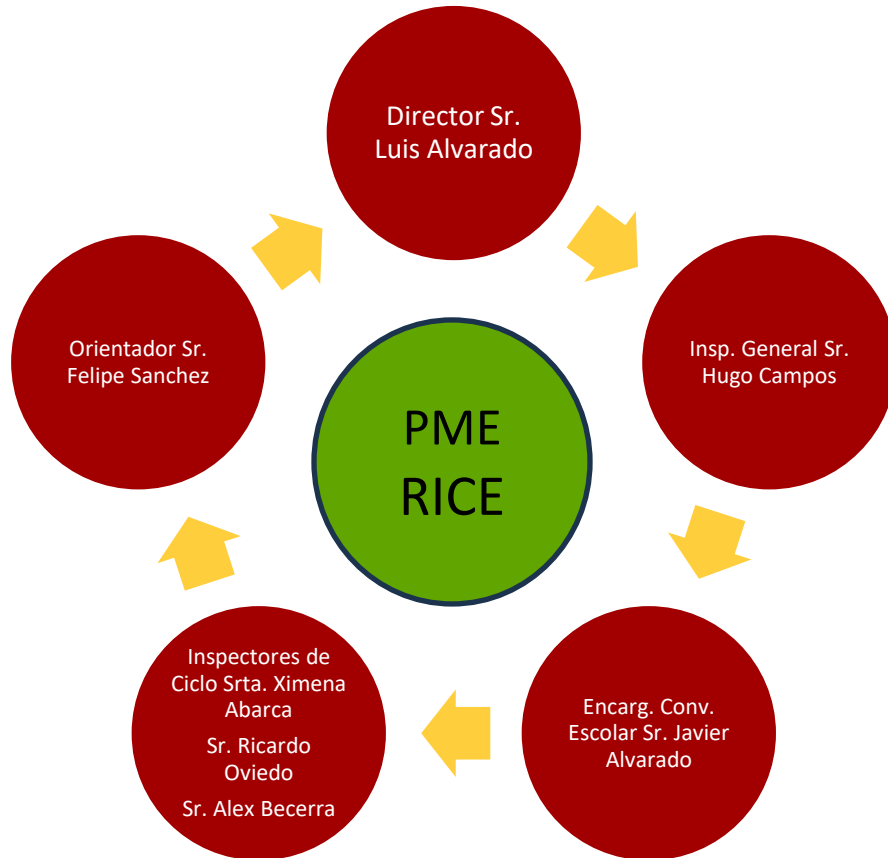 Director Sr.
Luis Alvarado
Insp. General Sr.
Hugo Campos
Encarg. Conv.
Escolar Sr. Javier
Alvarado
Inspectores de
Ciclo Srta. Ximena
Abarca
Sr. Ricardo
Oviedo
Sr. Alex Becerra
Orientador Sr.
Felipe Sanchez
PME
RICE